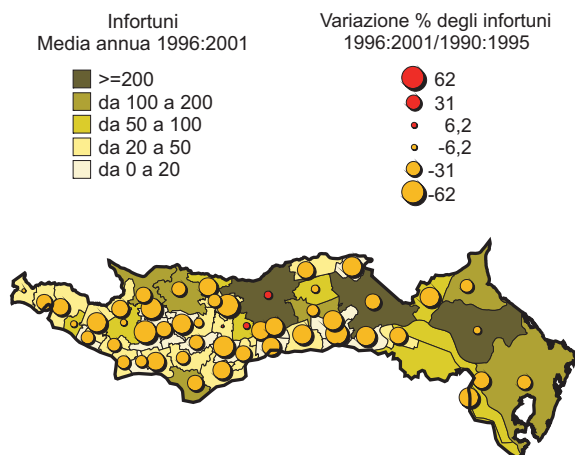 Infortuni
Media annua 1996:2001
>=200
da 100 a 200
da 50 a 100
da 20 a 50
da 0 a 20
Variazione % degli infortuni
1996:2001/1990:1995
62
31
6,2
-6,2
-31
-62